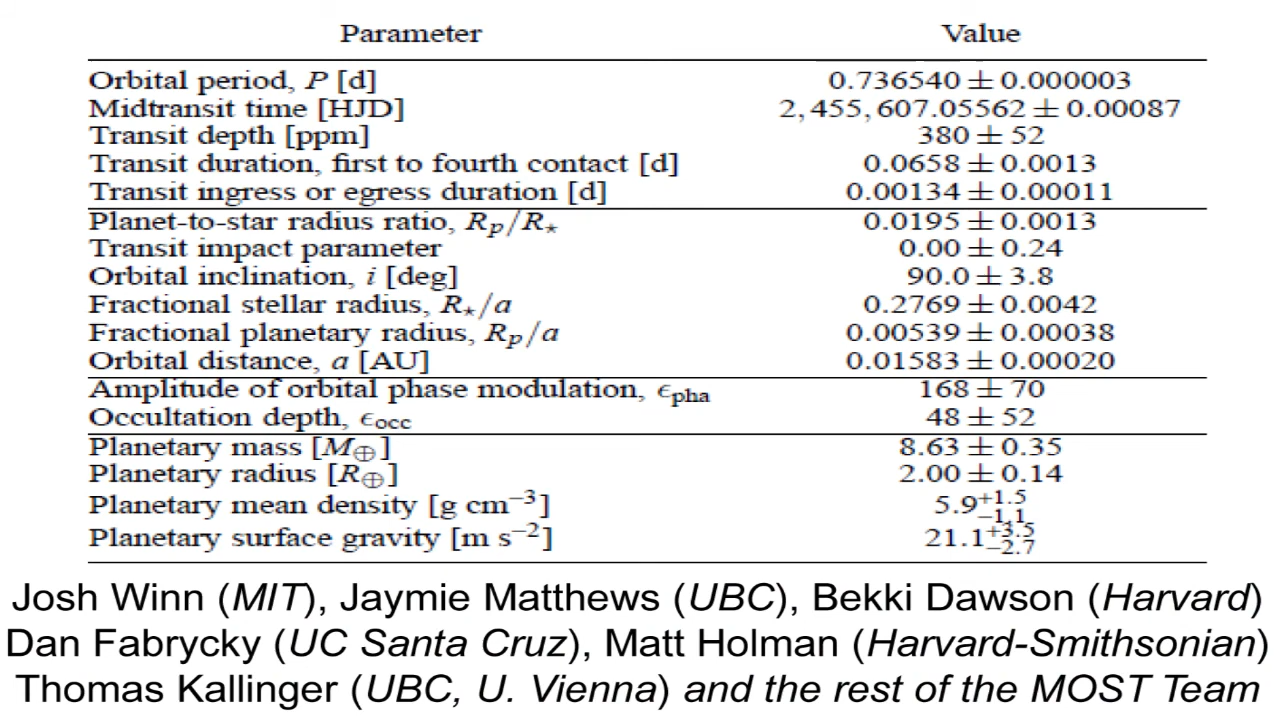 Parameter Value
Orbital period, P [d] 0.736540 ± 0.000003
Midtransit time [HJD] 2, 455, 607.05562 ± 0.00087
Transit depth [ppm] 380 ± 52
Transit duration, first to fourth contact [d] 0.0658 ± 0.0013
Transit ingress or egress duration [d] 0.00134 ± 0.00011
Planet-to-star radius ratio, Rₚ/R⋆ 0.0195 ± 0.0013
Transit impact parameter 0.00 ± 0.24
Orbital inclination, i [deg] 90.0 ± 3.8
Fractional stellar radius, R⋆/a 0.2769 ± 0.0042
Fractional planetary radius, Rₚ/a 0.00539 ± 0.00038
Orbital distance, a [AU] 0.01583 ± 0.00020
Amplitude of orbital phase modulation, ϵpha 168 ± 70
Occultation depth, ϵocc 48 ± 52
Planetary mass [M⊕] 8.63 ± 0.35
Planetary radius [R⊕] 2.00 ± 0.14
Planetary mean density [g cm⁻³] 5.9 +1.5 −1.1
Planetary surface gravity [m s⁻²] 21.1 +3.5 −2.7
Josh Winn (MIT), Jaymie Matthews (UBC), Bekki Dawson (Harvard)
Dan Fabrycky (UC Santa Cruz), Matt Holman (Harvard-Smithsonian)
Thomas Kallinger (UBC, U. Vienna) and the rest of the MOST Team